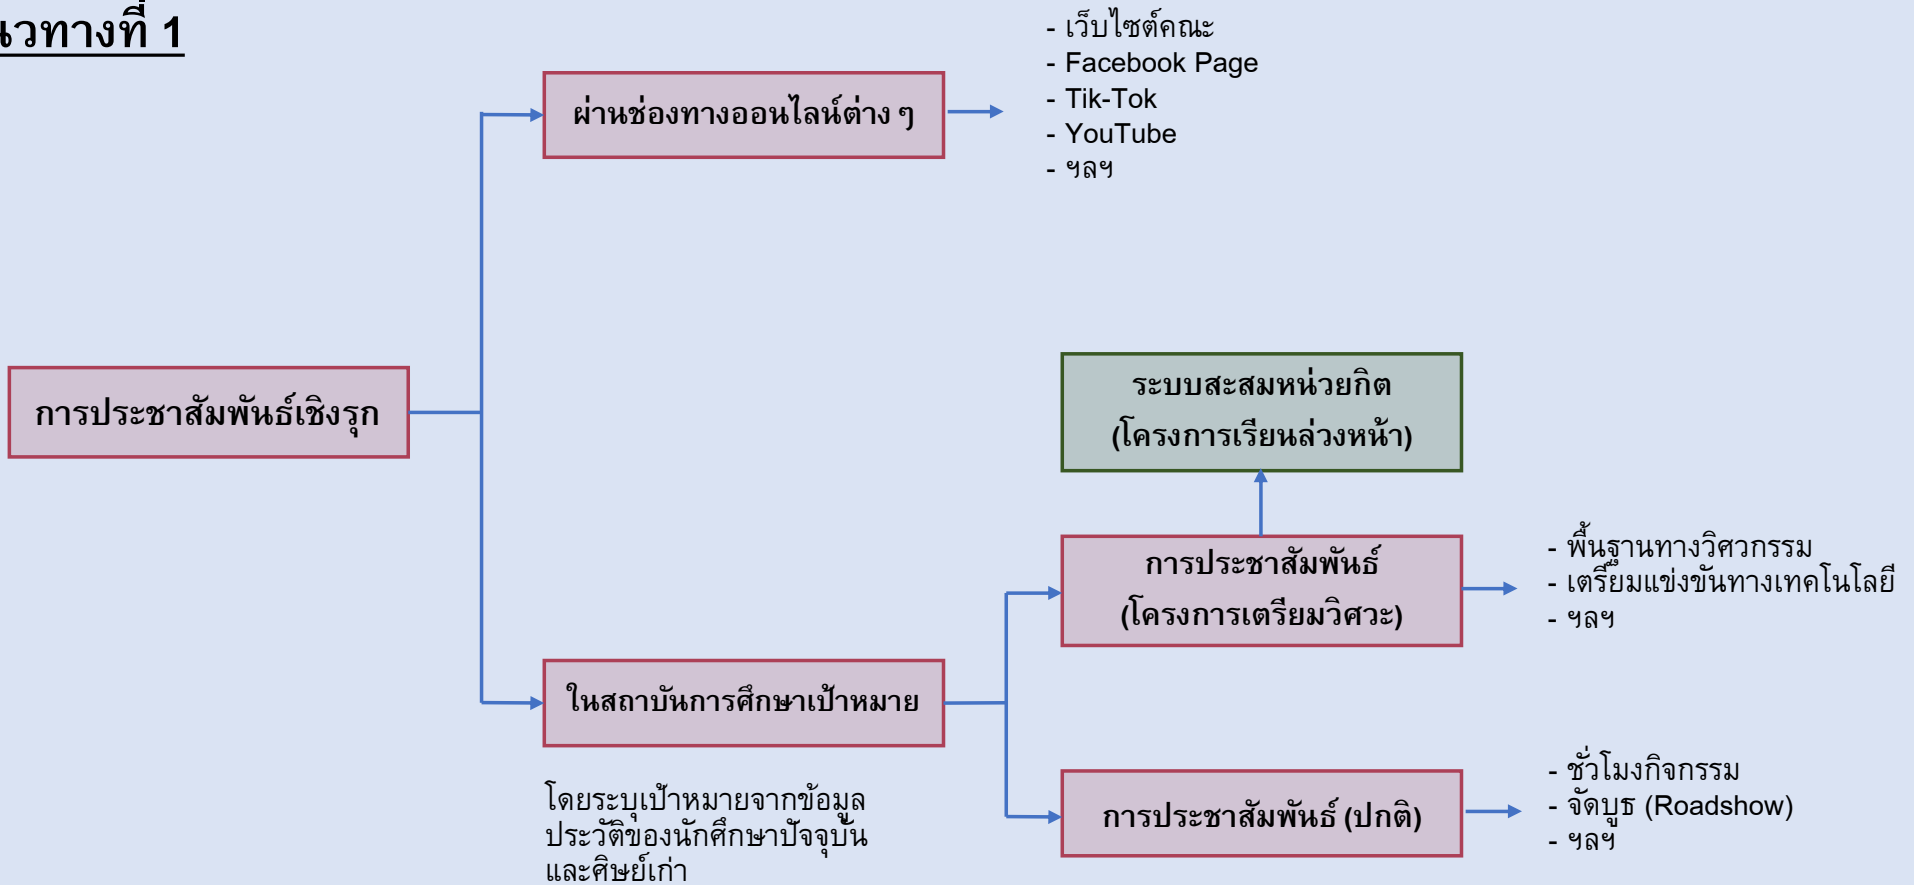 นวทางที่ 1
- เว็บไซต์คณะ
- Facebook Page
- Tik-Tok
- YouTube
- ฯลฯ
ผ่านช่องทางออนไลน์ต่าง ๆ
การประชาสัมพันธ์เชิงรุก
ระบบสะสมหน่วยกิต
(โครงการเรียนล่วงหน้า)
การประชาสัมพันธ์
(โครงการเตรียมวิศวะ)
- พื้นฐานทางวิศวกรรม
- เตรียมแข่งขันทางเทคโนโลยี
- ฯลฯ
ในสถาบันการศึกษาเป้าหมาย
โดยระบุเป้าหมายจากข้อมูล
ประวัติของนักศึกษาปัจจุบัน
และศิษย์เก่า
การประชาสัมพันธ์ (ปกติ)
- ชั่วโมงกิจกรรม
- จัดบูธ (Roadshow)
- ฯลฯ